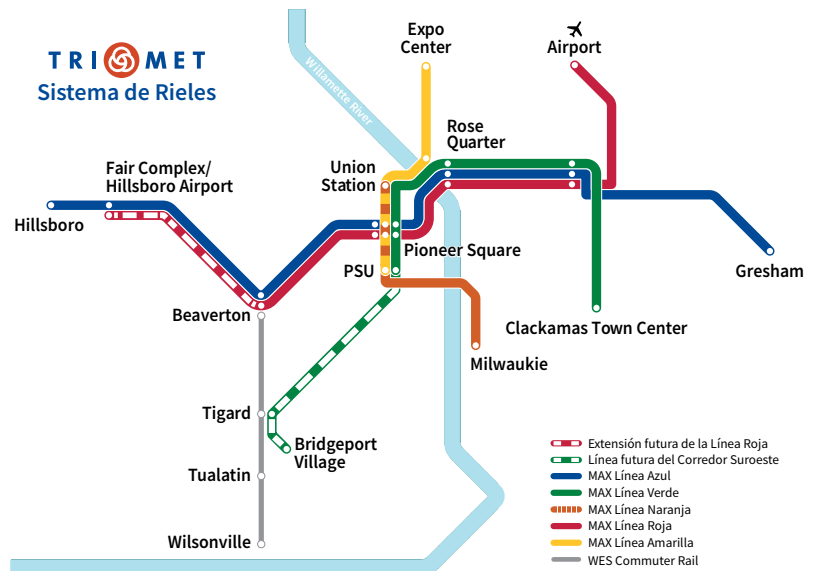 TRI MET
Sistema de Rieles
Willamette River
Expo
Center
Airport
Rose
Quarter
Union
Station
Fair Complex/
Hillsboro Airport
Hillsboro
Pioneer Square
PSU
Gresham
Beaverton
Clackamas Town Center
Milwaukie
Tigard
Bridgeport
Village
Tualatin
Wilsonville
Extensión futura de la Línea Roja
Línea futura del Corredor Suroeste
MAX Línea Azul
MAX Línea Verde
MAX Línea Naranja
MAX Línea Roja
MAX Línea Amarilla
WES Commuter Rail